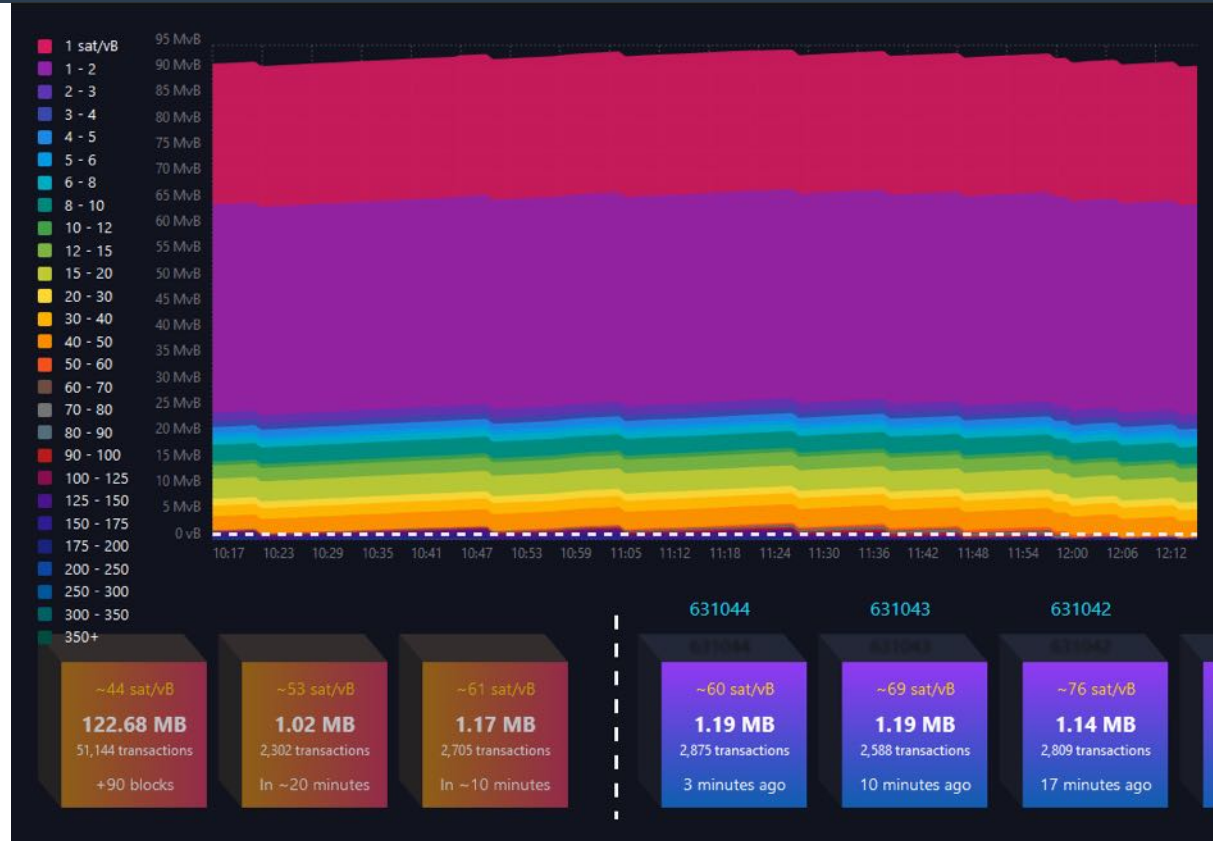 1 sat/vB
1 - 2
2 - 3
3 - 4
4 - 5
5 - 6
6 - 8
8 - 10
10 - 12
12 - 15
15 - 20
20 - 30
30 - 40
40 - 50
50 - 60
60 - 70
70 - 80
80 - 90
90 - 100
100 - 125
125 - 150
150 - 175
175 - 200
200 - 250
250 - 300
300 - 350
350+
95 MvB
90 MvB
85 MvB
80 MvB
75 MvB
70 MvB
65 MvB
60 MvB
55 MvB
50 MvB
45 MvB
40 MvB
35 MvB
30 MvB
25 MvB
20 MvB
15 MvB
10 MvB
5 MvB
0 vB
10:17 10:23 10:29 10:35 10:41 10:47 10:53 10:59 11:05 11:12 11:18 11:24 11:30 11:36 11:42 11:48 11:54 12:00 12:06 12:12
631044 631043 631042
631044 631043 631042
~44 sat/vB ~53 sat/vB ~61 sat/vB ~60 sat/vB ~69 sat/vB ~76 sat/vB
122.68 MB 1.02 MB 1.17 MB 1.19 MB 1.19 MB 1.14 MB
51,144 transactions 2,302 transactions 2,705 transactions 2,875 transactions 2,588 transactions 2,809 transactions
+90 blocks In ~20 minutes In ~10 minutes 3 minutes ago 10 minutes ago 17 minutes ago